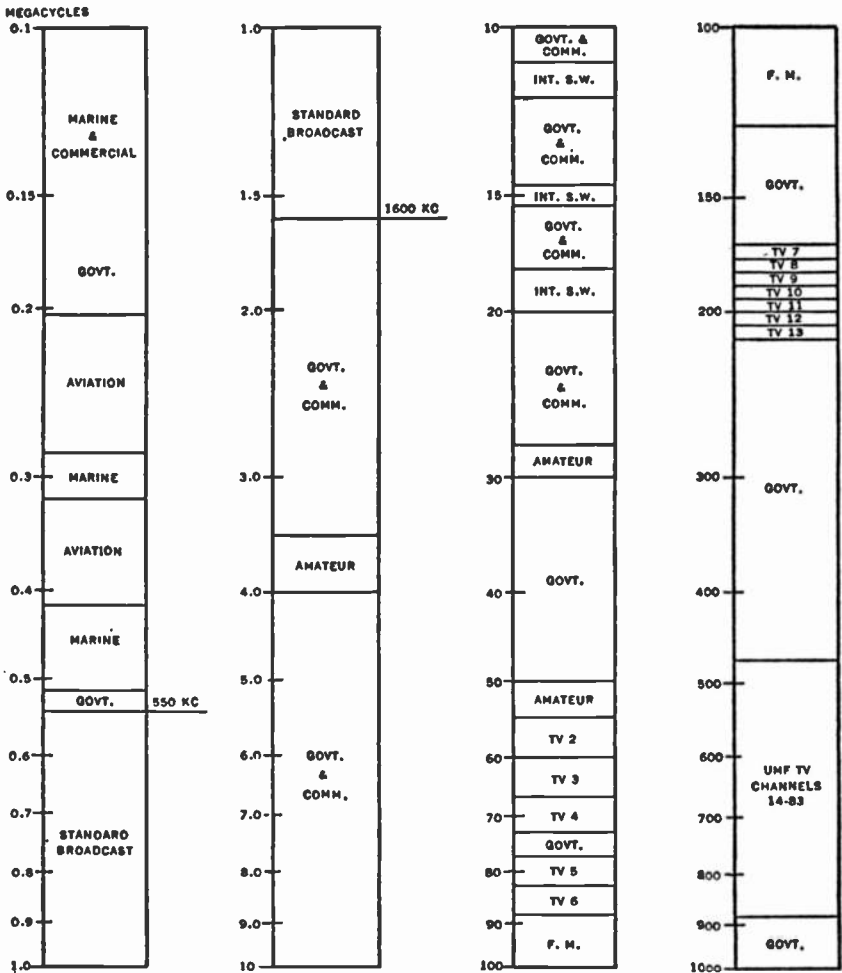 MEGACYCLES
0.1
MARINE
&
COMMERCIAL
0.15
GOVT.
0.2
AVIATION
0.3
MARINE
AVIATION
0.4
MARINE
0.5
GOVT.
550 KC
0.6
0.7
STANDARD
BROADCAST
0.8
0.9
1.0
1.0
STANDARD
BROADCAST
1.5
1600 KC
2.0
GOVT.
&
COMM.
3.0
AMATEUR
4.0
5.0
6.0
GOVT.
&
COMM.
7.0
8.0
9.0
10
10
GOVT. &
COMM.
INT. S.W.
GOVT.
&
COMM.
15
INT. S.W.
GOVT.
&
COMM.
INT. S.W.
20
GOVT.
&
COMM.
AMATEUR
30
40
GOVT.
50
AMATEUR
TV 2
60
TV 3
70
TV 4
GOVT.
80
TV 5
TV 6
90
F. M.
100
100
F. M.
150
GOVT.
TV 7
TV 8
TV 9
TV 10
TV 11
200
TV 12
TV 13
300
GOVT.
400
500
600
UHF TV
CHANNELS
14-83
700
800
900
GOVT.
1000